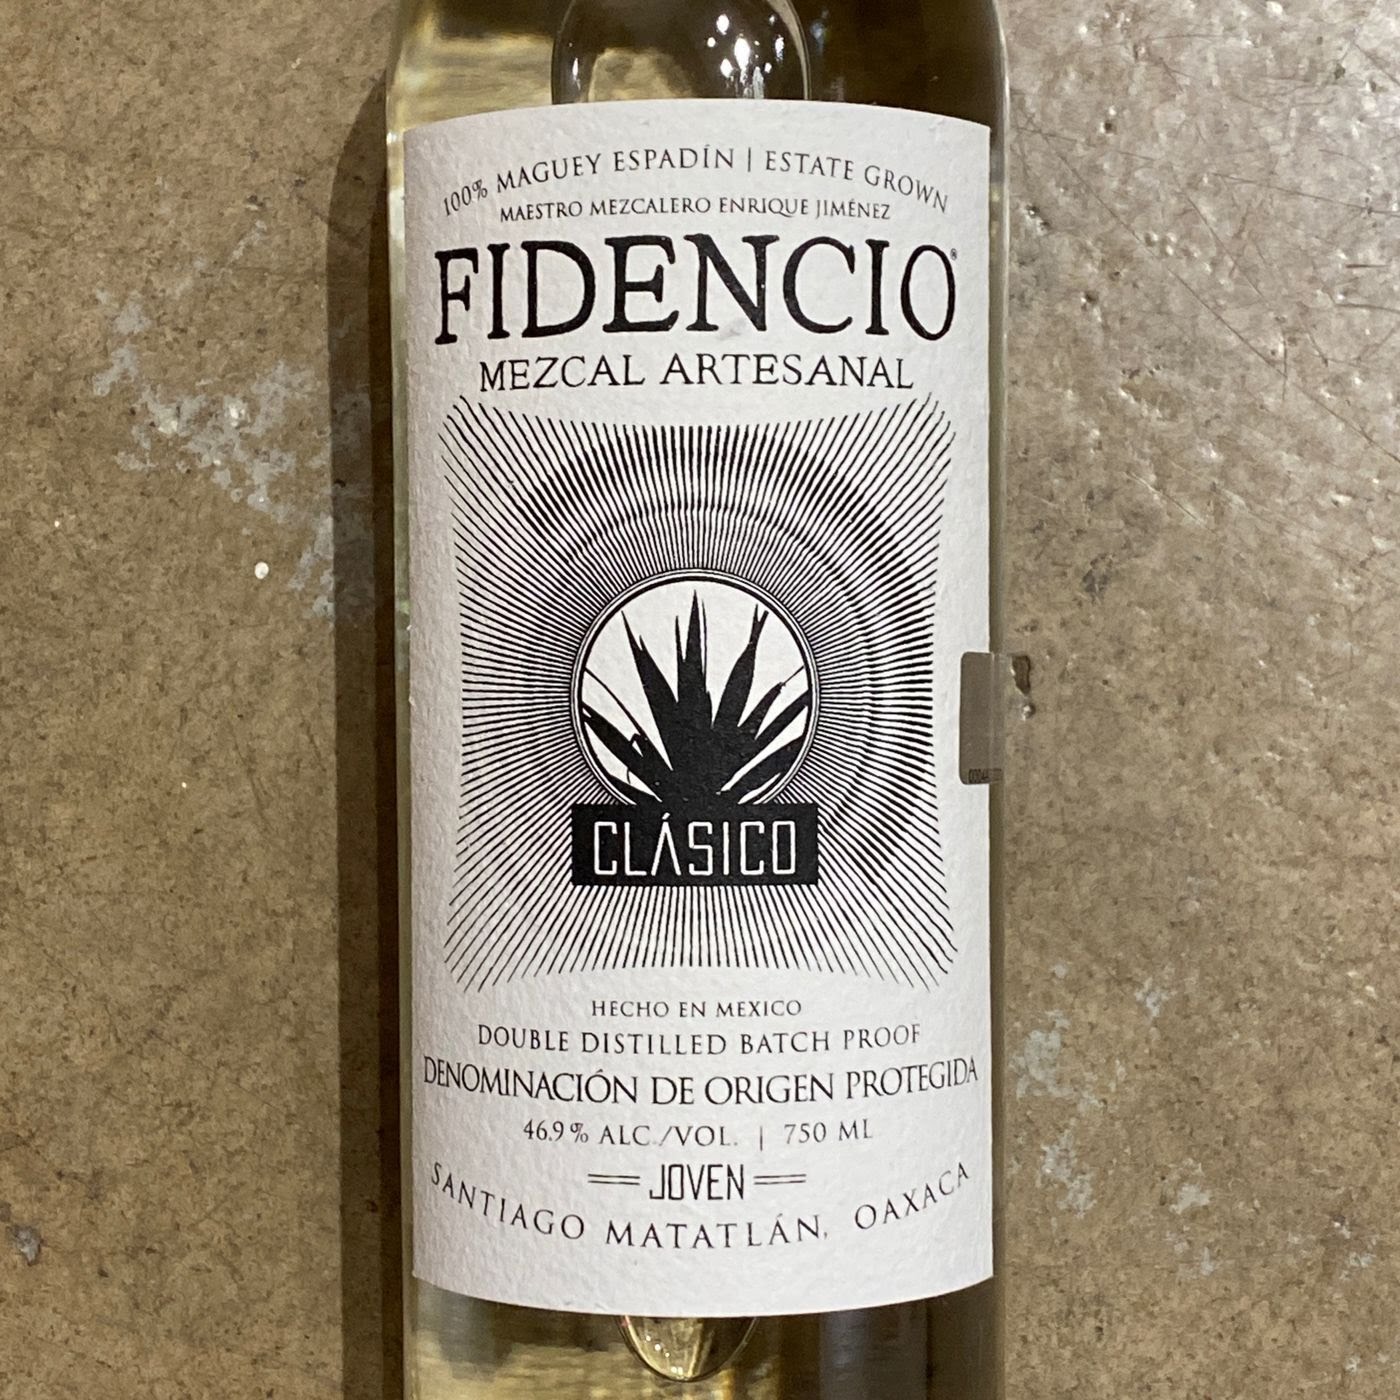 100% MAGUEY ESPADÍN | ESTATE GROWN
MAESTRO MEZCALERO ENRIQUE JIMÉNEZ
FIDENCIO®
MEZCAL ARTESANAL
CLÁSICO
HECHO EN MEXICO
DOUBLE DISTILLED BATCH PROOF
DENOMINACIÓN DE ORIGEN PROTEGIDA
46.9% ALC./VOL. | 750 ML
JOVEN
SANTIAGO MATATLÁN, OAXACA